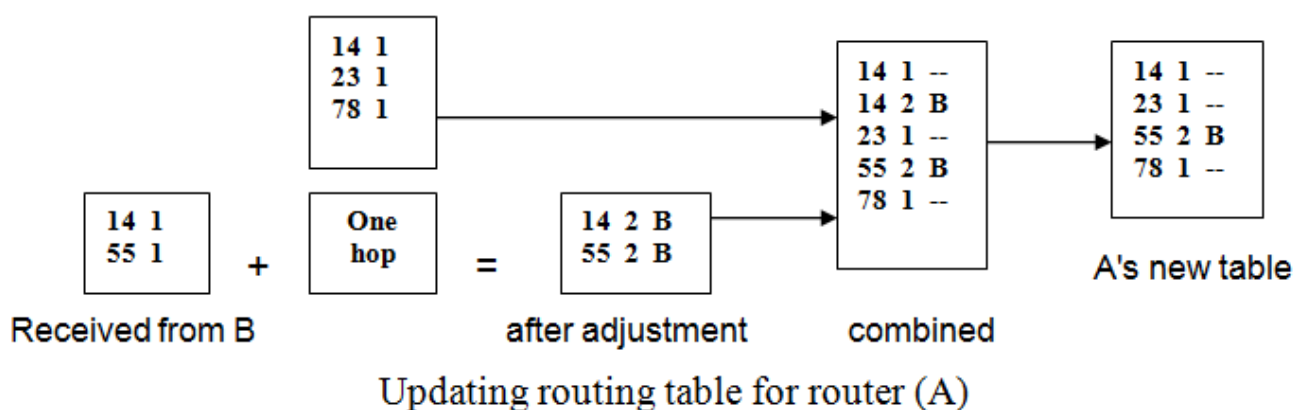 14 1
23 1
78 1
14 1
55 1
+
One
hop
=
14 2 B
55 2 B
14 1 --
14 2 B
23 1 --
55 2 B
78 1 --
14 1 --
23 1 --
55 2 B
78 1 --
Received from B
after adjustment
combined
A's new table
Updating routing table for router (A)